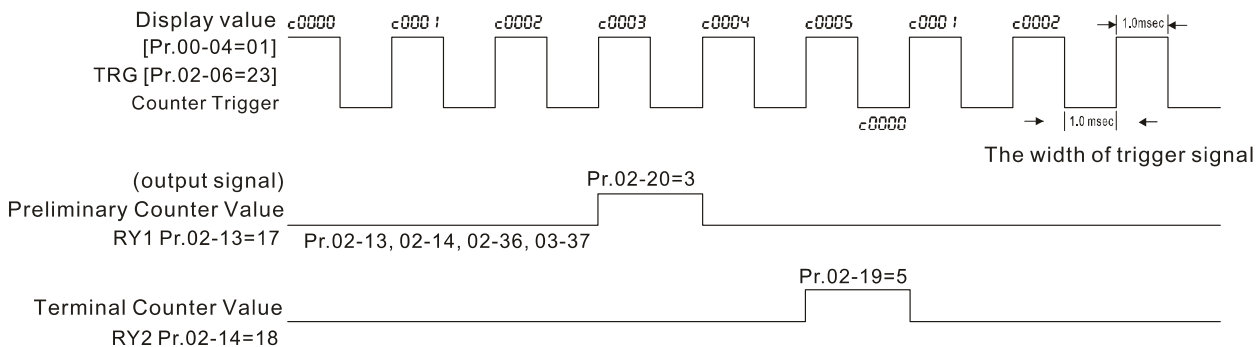 Display value c0000 c0001 c0002 c0003 c0004 c0005 c0001 c0002 1.0msec
[Pr.00-04=01]
TRG [Pr.02-06=23]
Counter Trigger
c0000 1.0 msec
The width of trigger signal
(output signal) Pr.02-20=3
Preliminary Counter Value
RY1 Pr.02-13=17 Pr.02-13, 02-14, 02-36, 03-37
Pr.02-19=5
Terminal Counter Value
RY2 Pr.02-14=18